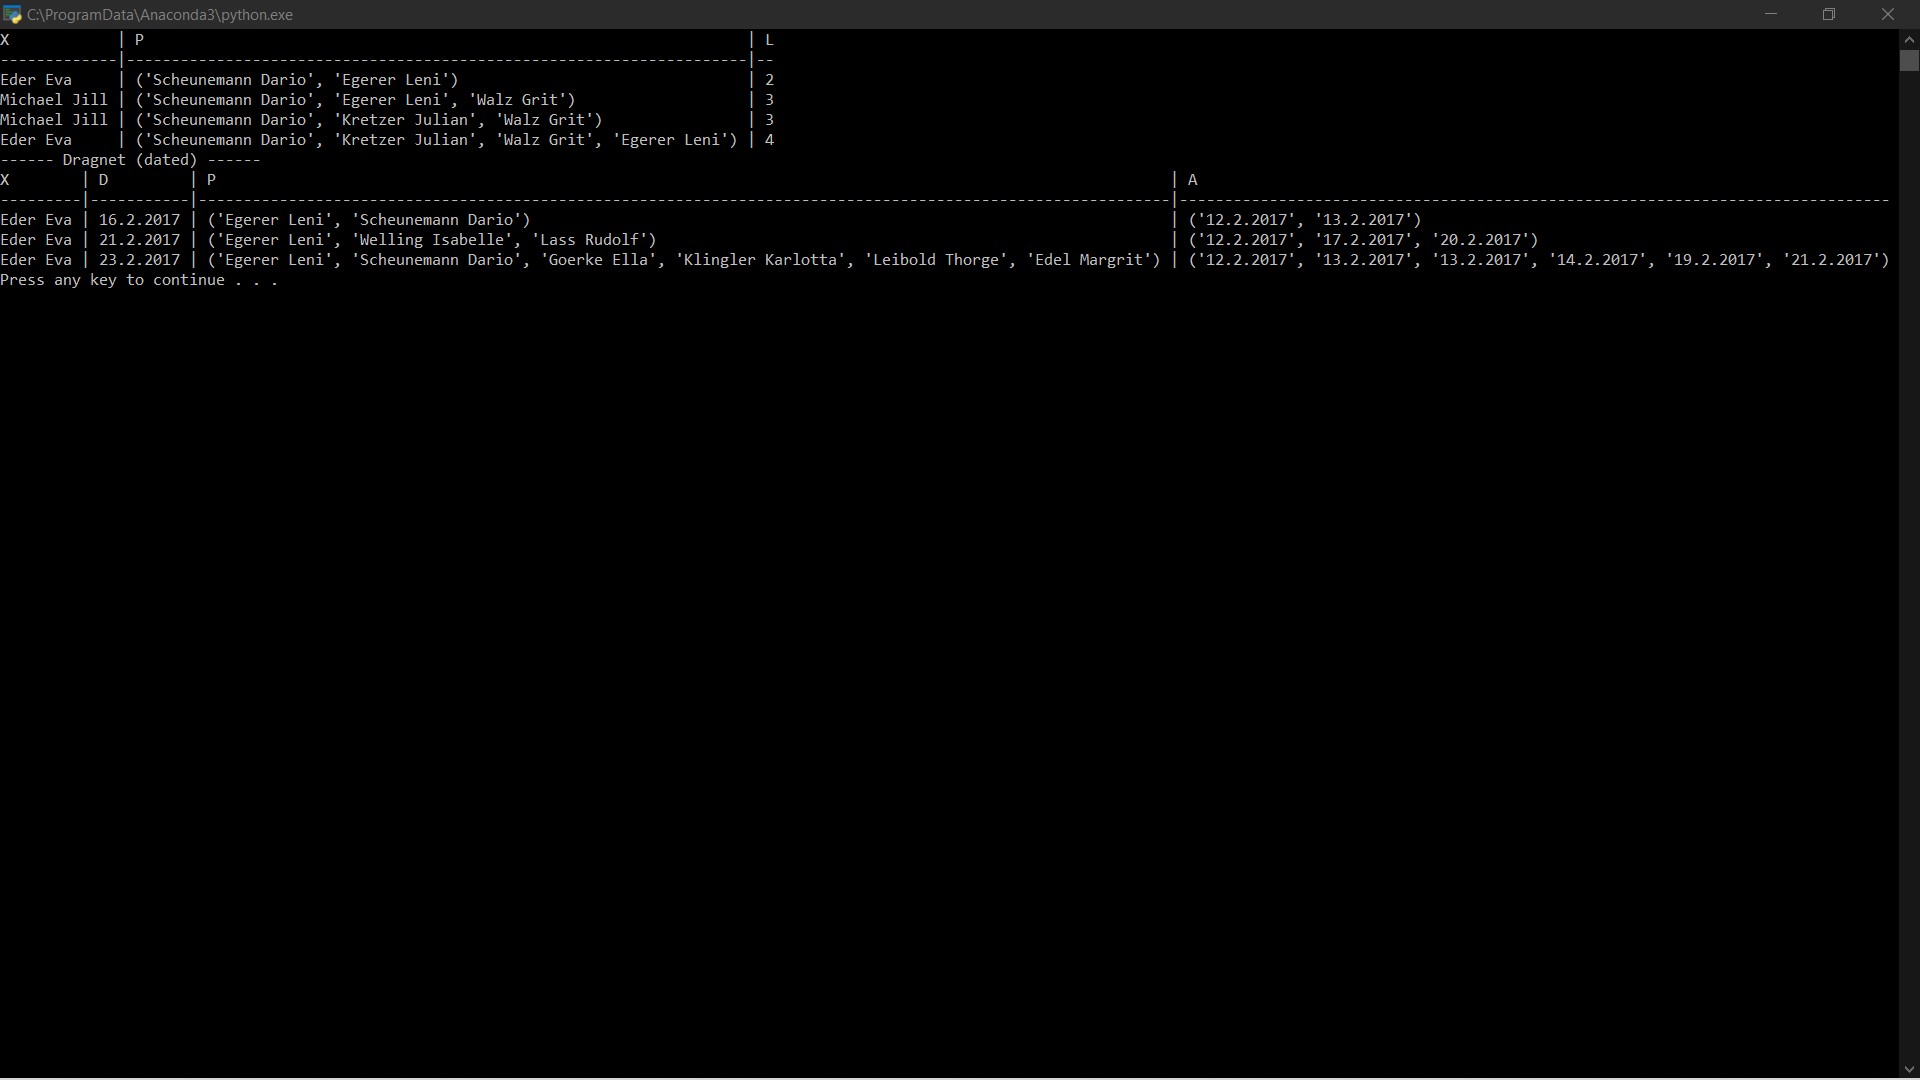 C:\ProgramData\Anaconda3\python.exe
X            | P                                                                    | L
-------------|---------------------------------------------------------------------|--
Eder Eva     | ('Scheunemann Dario', 'Egerer Leni')                                | 2
Michael Jill | ('Scheunemann Dario', 'Egerer Leni', 'Walz Grit')                   | 3
Michael Jill | ('Scheunemann Dario', 'Kretzer Julian', 'Walz Grit')                | 3
Eder Eva     | ('Scheunemann Dario', 'Kretzer Julian', 'Walz Grit', 'Egerer Leni') | 4
------ Dragnet (dated) ------
X        | D         | P                                                                                                          | A
---------|-----------|------------------------------------------------------------------------------------------------------------|-------------------------------------------------------------------------------
Eder Eva | 16.2.2017 | ('Egerer Leni', 'Scheunemann Dario')                                                                       | ('12.2.2017', '13.2.2017')
Eder Eva | 21.2.2017 | ('Egerer Leni', 'Welling Isabelle', 'Lass Rudolf')                                                         | ('12.2.2017', '17.2.2017', '20.2.2017')
Eder Eva | 23.2.2017 | ('Egerer Leni', 'Scheunemann Dario', 'Goerke Ella', 'Klingler Karlotta', 'Leibold Thorge', 'Edel Margrit') | ('12.2.2017', '13.2.2017', '13.2.2017', '14.2.2017', '19.2.2017', '21.2.2017')
Press any key to continue . . .